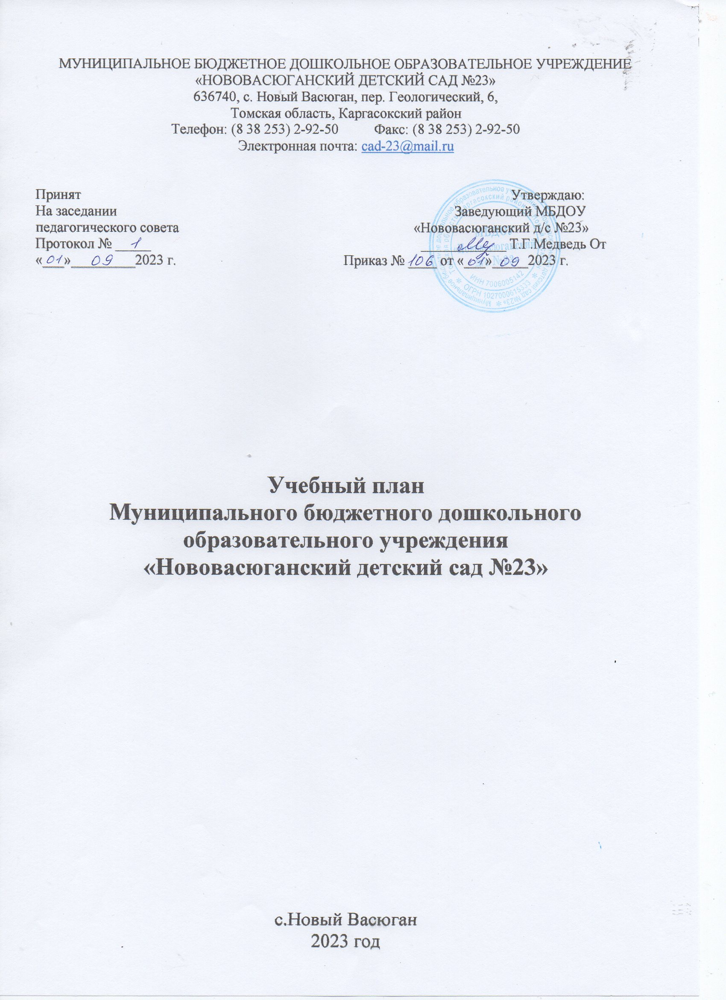 МУНИЦИПАЛЬНОЕ БЮДЖЕТНОЕ ДОШКОЛЬНОЕ ОБРАЗОВАТЕЛЬНОЕ УЧРЕЖДЕНИЕ
«НОВОВАСЮГАНСКИЙ ДЕТСКИЙ САД №23»
636740, с. Новый Васюган, пер. Геологический, 6,
Томская область, Каргасокский район
Телефон: (8 38 253) 2-92-50 Факс: (8 38 253) 2-92-50
Электронная почта: cad-23@mail.ru
Принят
На заседании
педагогического совета
Протокол № 1
«01» 09 2023 г.
Утверждаю:
Заведующий МБДОУ
«Нововасюганский д/с №23»
Т.Г.Медведь От
Приказ № 106 от «01» 09 2023 г.
ИНН 7006005142
ОГРН 1027000615333
Учебный план
Муниципального бюджетного дошкольного
образовательного учреждения
«Нововасюганский детский сад №23»
с.Новый Васюган
2023 год